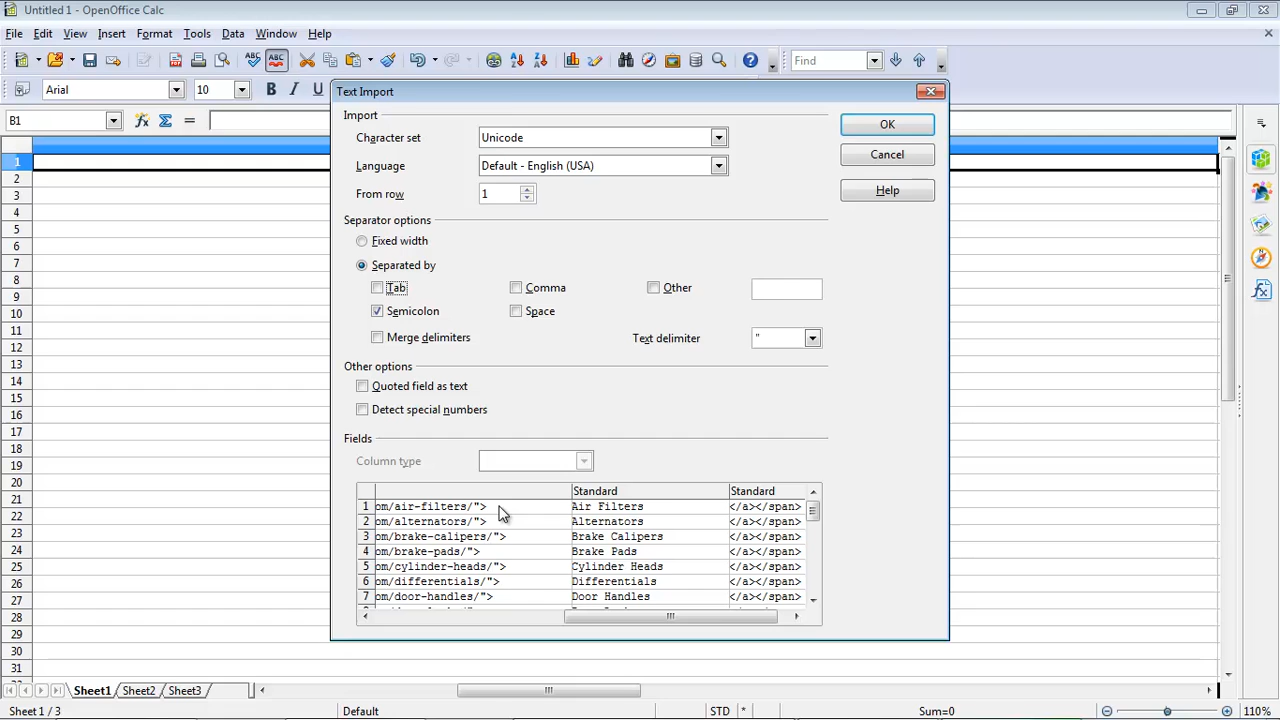 Untitled 1 - OpenOffice Calc
File Edit View Insert Format Tools Data Window Help
Find
Arial 10 B I U
B1
Text Import
Import
Character set Unicode OK
Language Default - English (USA) Cancel
From row 1 Help
Separator options
Fixed width
Separated by
Tab Comma Other
Semicolon Space
Merge delimiters Text delimiter "
Other options
Quoted field as text
Detect special numbers
Fields
Column type
Standard Standard
1 om/air-filters/"> Air Filters </a></span>
2 om/alternators/"> Alternators </a></span>
3 om/brake-calipers/"> Brake Calipers </a></span>
4 om/brake-pads/"> Brake Pads </a></span>
5 om/cylinder-heads/"> Cylinder Heads </a></span>
6 om/differentials/"> Differentials </a></span>
7 om/door-handles/"> Door Handles </a></span>
1
2
3
4
5
6
7
8
9
10
11
12
13
14
15
16
17
18
19
20
21
22
23
24
25
26
27
28
29
30
31
Sheet1 Sheet2 Sheet3
Sheet 1 / 3 Default STD * Sum=0 110%